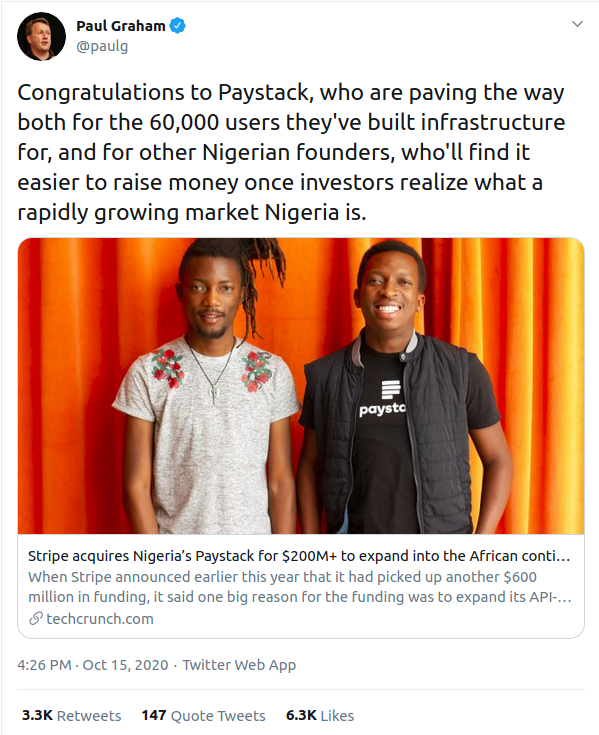 Paul Graham
@paulg
Congratulations to Paystack, who are paving the way
both for the 60,000 users they've built infrastructure
for, and for other Nigerian founders, who'll find it
easier to raise money once investors realize what a
rapidly growing market Nigeria is.
paystc
Stripe acquires Nigeria’s Paystack for $200M+ to expand into the African conti…
When Stripe announced earlier this year that it had picked up another $600
million in funding, it said one big reason for the funding was to expand its API-…
techcrunch.com
4:26 PM · Oct 15, 2020 · Twitter Web App
3.3K Retweets 147 Quote Tweets 6.3K Likes